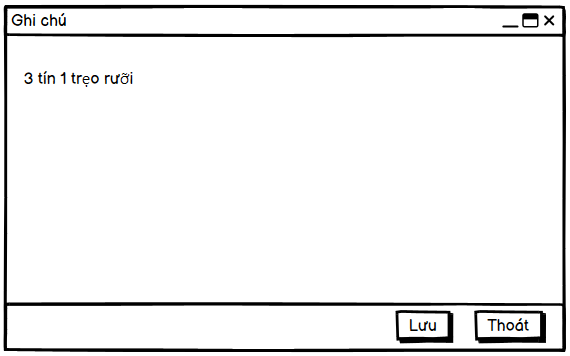 Ghi chú
3 tín 1 trẹo rưỡi
Lưu
Thoát